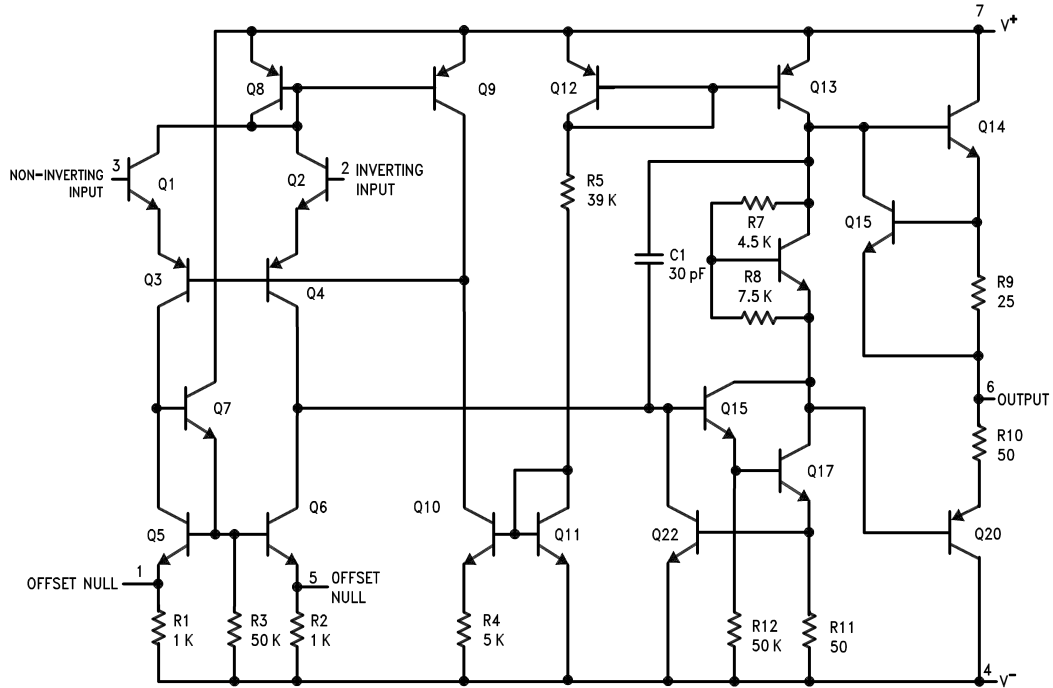 7
V+
Q8
Q9
Q12
Q13
Q14
NON-INVERTING
INPUT
3
Q1
Q2
2
INVERTING
INPUT
R5
39 K
Q15
R7
4.5 K
C1
30 pF
R8
7.5 K
Q3
Q4
R9
25
Q7
Q15
6
OUTPUT
R10
50
Q17
Q5
Q6
Q10
Q11
Q22
Q20
OFFSET NULL
1
5
OFFSET
NULL
R1
1 K
R3
50 K
R2
1 K
R4
5 K
R12
50 K
R11
50
4
V-